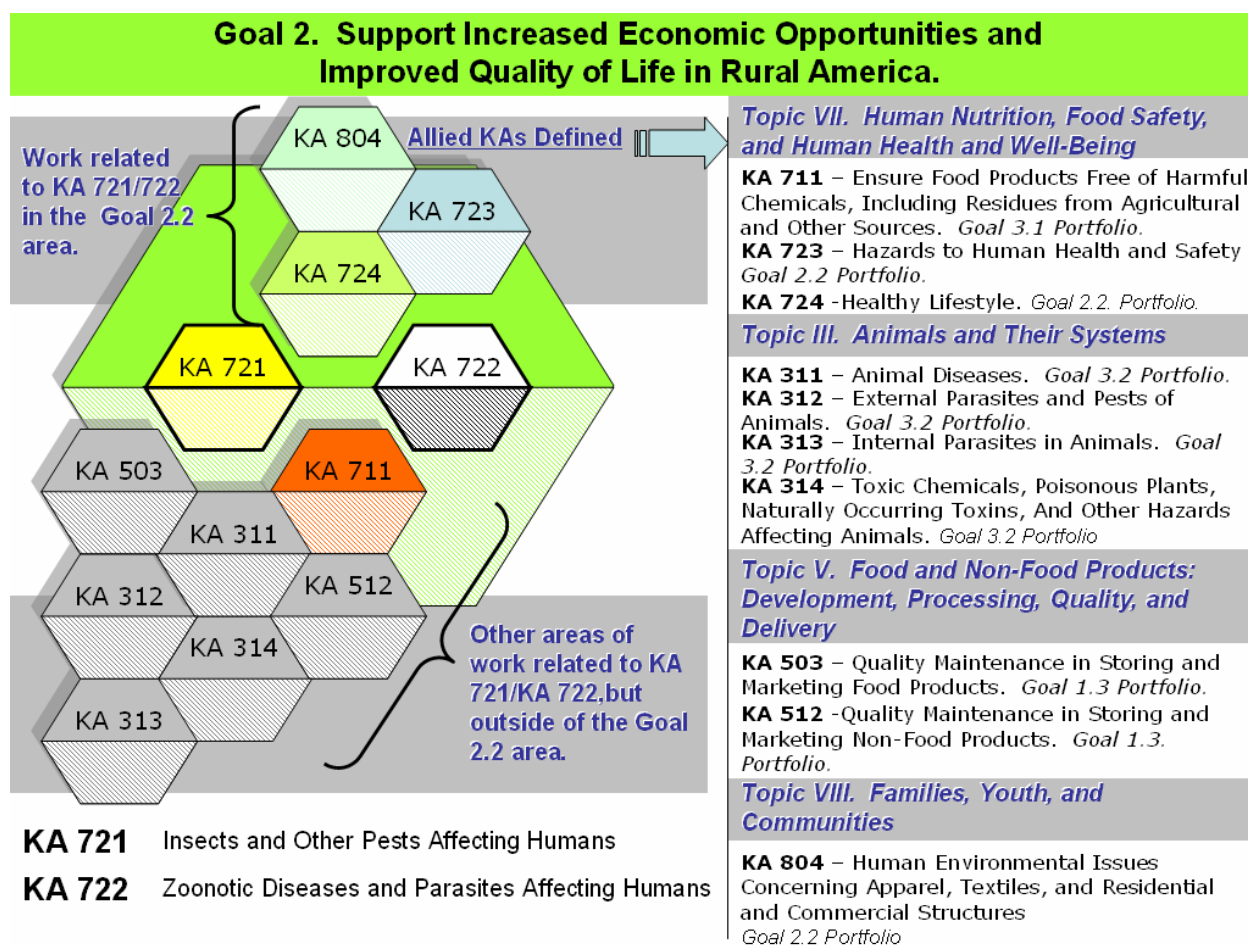 Goal 2. Support Increased Economic Opportunities and
Improved Quality of Life in Rural America.
Work related
to KA 721/722
in the Goal 2.2
area.
KA 804
Allied KAs Defined
KA 723
KA 724
KA 721
KA 722
KA 503
KA 711
KA 311
KA 312
KA 512
KA 314
KA 313
Other areas of
work related to KA
721/KA 722,but
outside of the Goal
2.2 area.
KA 721 Insects and Other Pests Affecting Humans
KA 722 Zoonotic Diseases and Parasites Affecting Humans
Topic VII. Human Nutrition, Food Safety,
and Human Health and Well-Being
KA 711 – Ensure Food Products Free of Harmful
Chemicals, Including Residues from Agricultural
and Other Sources. Goal 3.1 Portfolio.
KA 723 – Hazards to Human Health and Safety
Goal 2.2 Portfolio.
KA 724 -Healthy Lifestyle. Goal 2.2. Portfolio.
Topic III. Animals and Their Systems
KA 311 – Animal Diseases. Goal 3.2 Portfolio.
KA 312 – External Parasites and Pests of
Animals. Goal 3.2 Portfolio.
KA 313 – Internal Parasites in Animals. Goal
3.2 Portfolio.
KA 314 – Toxic Chemicals, Poisonous Plants,
Naturally Occurring Toxins, And Other Hazards
Affecting Animals. Goal 3.2 Portfolio
Topic V. Food and Non-Food Products:
Development, Processing, Quality, and
Delivery
KA 503 – Quality Maintenance in Storing and
Marketing Food Products. Goal 1.3 Portfolio.
KA 512 -Quality Maintenance in Storing and
Marketing Non-Food Products. Goal 1.3.
Portfolio.
Topic VIII. Families, Youth, and
Communities
KA 804 – Human Environmental Issues
Concerning Apparel, Textiles, and Residential
and Commercial Structures
Goal 2.2 Portfolio